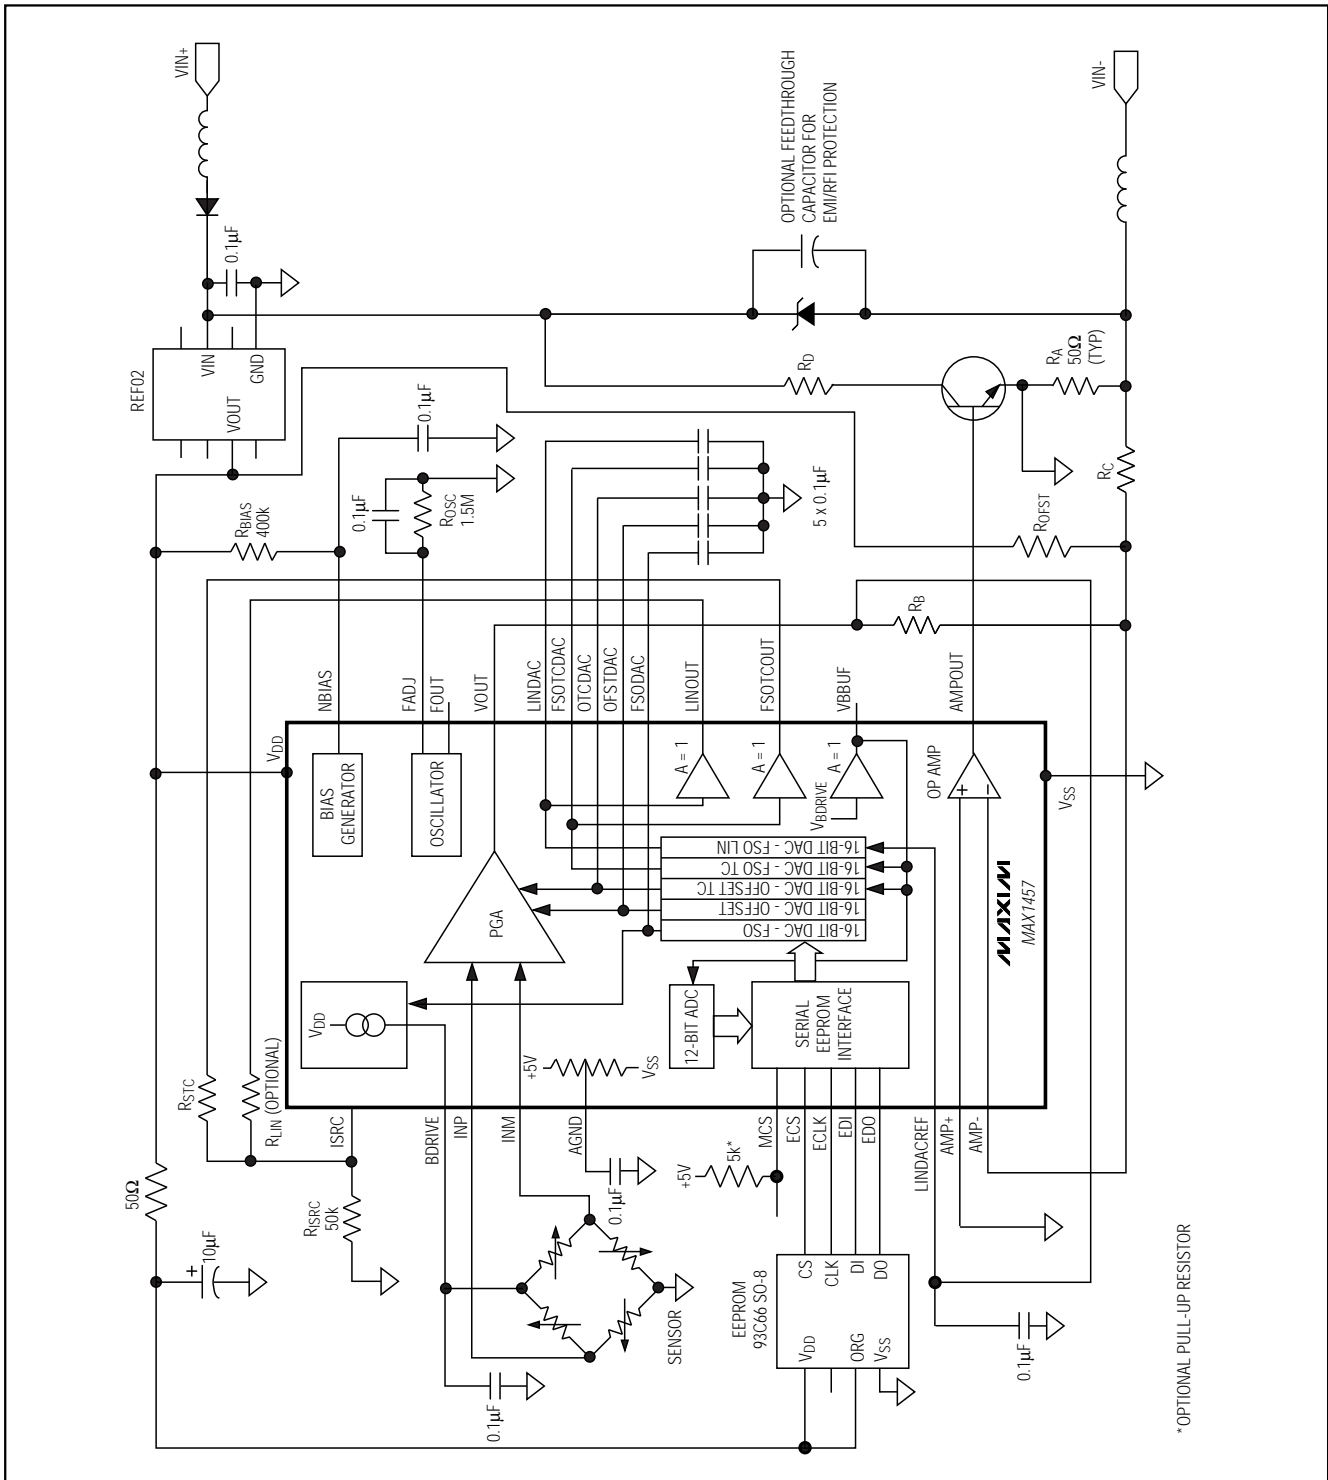 VIN+
REF02
VIN
GND
VOUT
0.1µF
OPTIONAL FEEDTHROUGH
CAPACITOR FOR
EMI/RFI PROTECTION
VIN-
RD
RA
50Ω
(TYP)
RC
ROFST
RB
RBIAS
400k
0.1µF
0.1µF
ROSC
1.5M
5 x 0.1µF
VDD
NBIAS
FADJ
FOUT
VOUT
LINDAC
FSOTCDAC
OTCDAC
OFSTDAC
FSODAC
LINOUT
FSOTCOUT
VBBUF
AMPOUT
BIAS
GENERATOR
OSCILLATOR
PGA
A = 1
A = 1
A = 1
VBDRIVE
OP AMP
+
–
VSS
16-BIT DAC - FSO LIN
16-BIT DAC - FSO TC
16-BIT DAC - OFFSET TC
16-BIT DAC - OFFSET
16-BIT DAC - FSO
MAXIM
MAX1457
VDD
+5V
VSS
12-BIT ADC
SERIAL
EEPROM
INTERFACE
RSTC
RLIN (OPTIONAL)
ISRC
BDRIVE
INP
INM
AGND
MCS
ECS
ECLK
EDI
EDO
LINDACREF
AMP+
AMP-
50Ω
+
10µF
RISRC
50k
0.1µF
+5V
5k*
SENSOR
0.1µF
EEPROM
93C66 SO-8
CS
CLK
DI
DO
VDD
ORG
VSS
0.1µF
*OPTIONAL PULL-UP RESISTOR